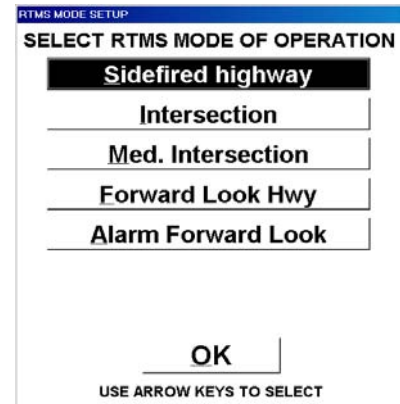 RTMS MODE SETUP
SELECT RTMS MODE OF OPERATION
Sidefired highway
Intersection
Med. Intersection
Forward Look Hwy
Alarm Forward Look
OK
USE ARROW KEYS TO SELECT